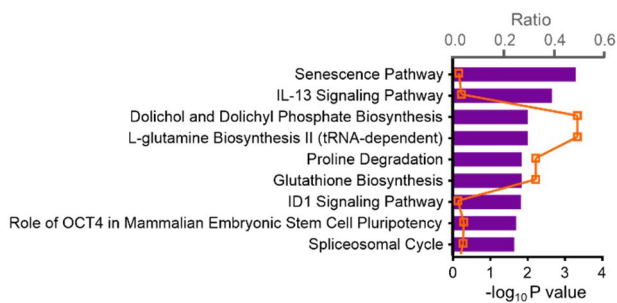 Ratio
0.0 0.2 0.4 0.6
Senescence Pathway
IL-13 Signaling Pathway
Dolichol and Dolichyl Phosphate Biosynthesis
L-glutamine Biosynthesis II (tRNA-dependent)
Proline Degradation
Glutathione Biosynthesis
ID1 Signaling Pathway
Role of OCT4 in Mammalian Embryonic Stem Cell Pluripotency
Spliceosomal Cycle
0 1 2 3 4
-log10 P value